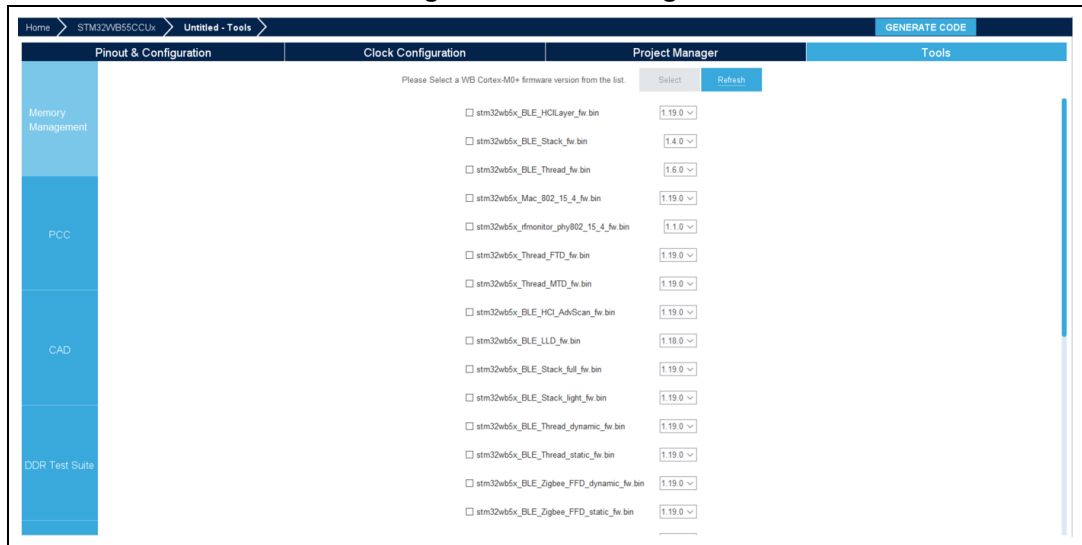 Home STM32WB55CCUx Untitled - Tools GENERATE CODE
Pinout & Configuration Clock Configuration Project Manager Tools
Please Select a WB Cortex-M0+ firmware version from the list. Select Refresh
Memory Management
PCC
CAD
DDR Test Suite
stm32wb5x_BLE_HCILayer_fw.bin 1.19.0
stm32wb5x_BLE_Stack_fw.bin 1.4.0
stm32wb5x_BLE_Thread_fw.bin 1.6.0
stm32wb5x_Mac_802_15_4_fw.bin 1.19.0
stm32wb5x_rfmonitor_phy802_15_4_fw.bin 1.1.0
stm32wb5x_Thread_FTD_fw.bin 1.19.0
stm32wb5x_Thread_MTD_fw.bin 1.19.0
stm32wb5x_BLE_HCI_AdvScan_fw.bin 1.19.0
stm32wb5x_BLE_LLD_fw.bin 1.18.0
stm32wb5x_BLE_Stack_full_fw.bin 1.19.0
stm32wb5x_BLE_Stack_light_fw.bin 1.19.0
stm32wb5x_BLE_Thread_dynamic_fw.bin 1.19.0
stm32wb5x_BLE_Thread_static_fw.bin 1.19.0
stm32wb5x_BLE_Zigbee_FFD_dynamic_fw.bin 1.19.0
stm32wb5x_BLE_Zigbee_FFD_static_fw.bin 1.19.0